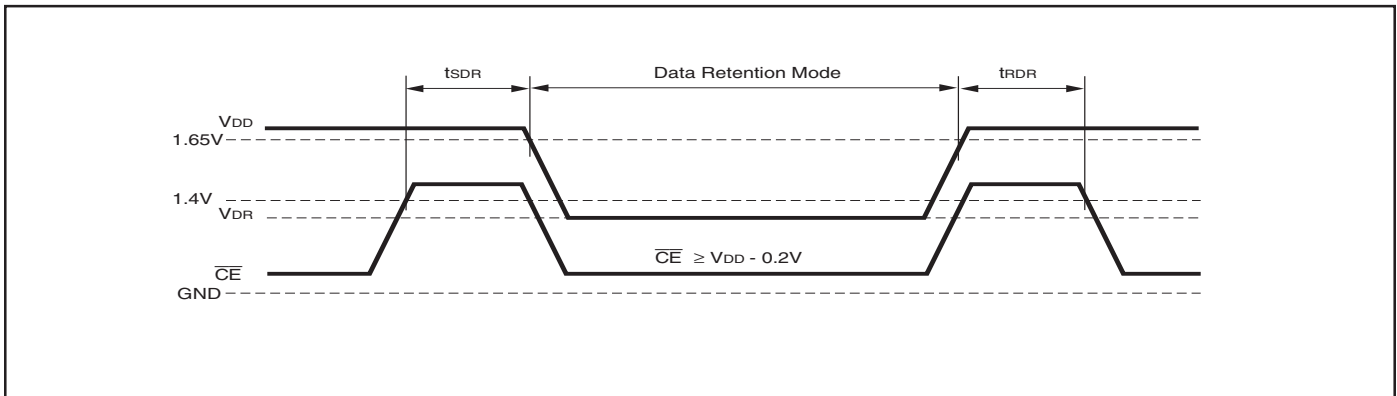 tSDR Data Retention Mode tRDR
VDD
1.65V
1.4V
VDR
CE ≥ VDD - 0.2V
CE
GND